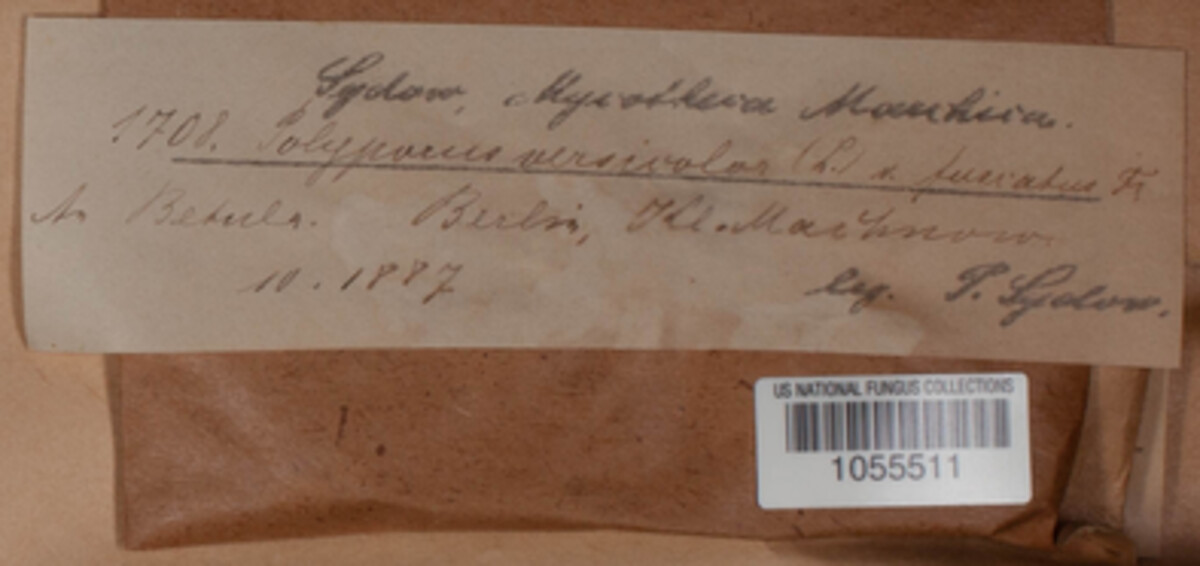 Sydow, Mycotheca Marchica.
1708. Polyporus versicolor (L.) v. fuscatus Fr
An Betula. Berlin, Kl. Machnow
10. 1887 leg. P. Sydow.
US NATIONAL FUNGUS COLLECTIONS
1055511